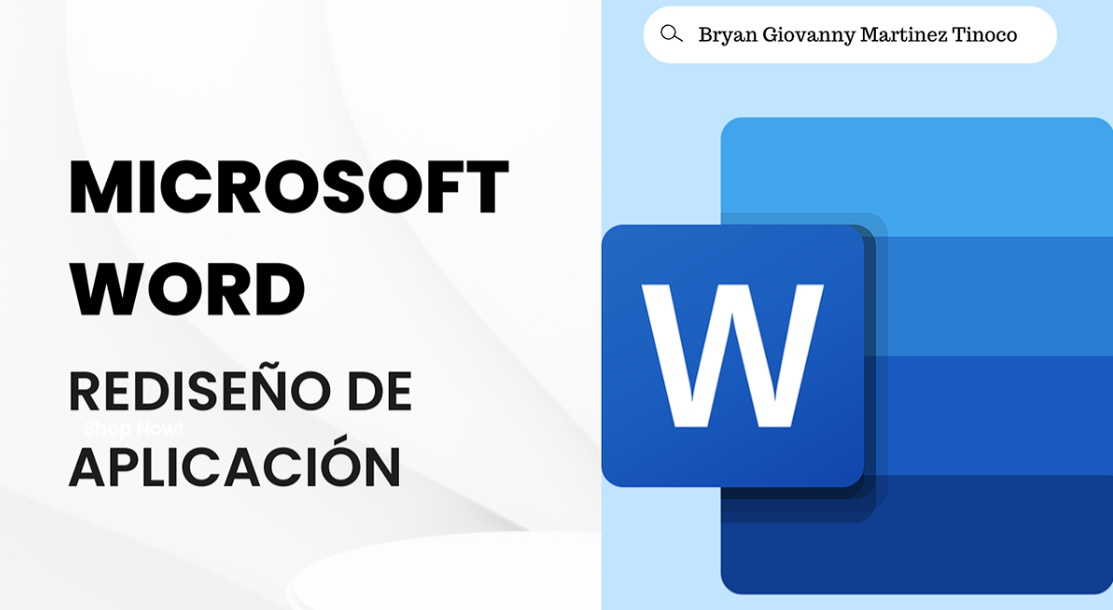 Bryan Giovanny Martinez Tinoco
MICROSOFT
WORD
REDISEÑO DE
Shop Now!
APLICACIÓN
W